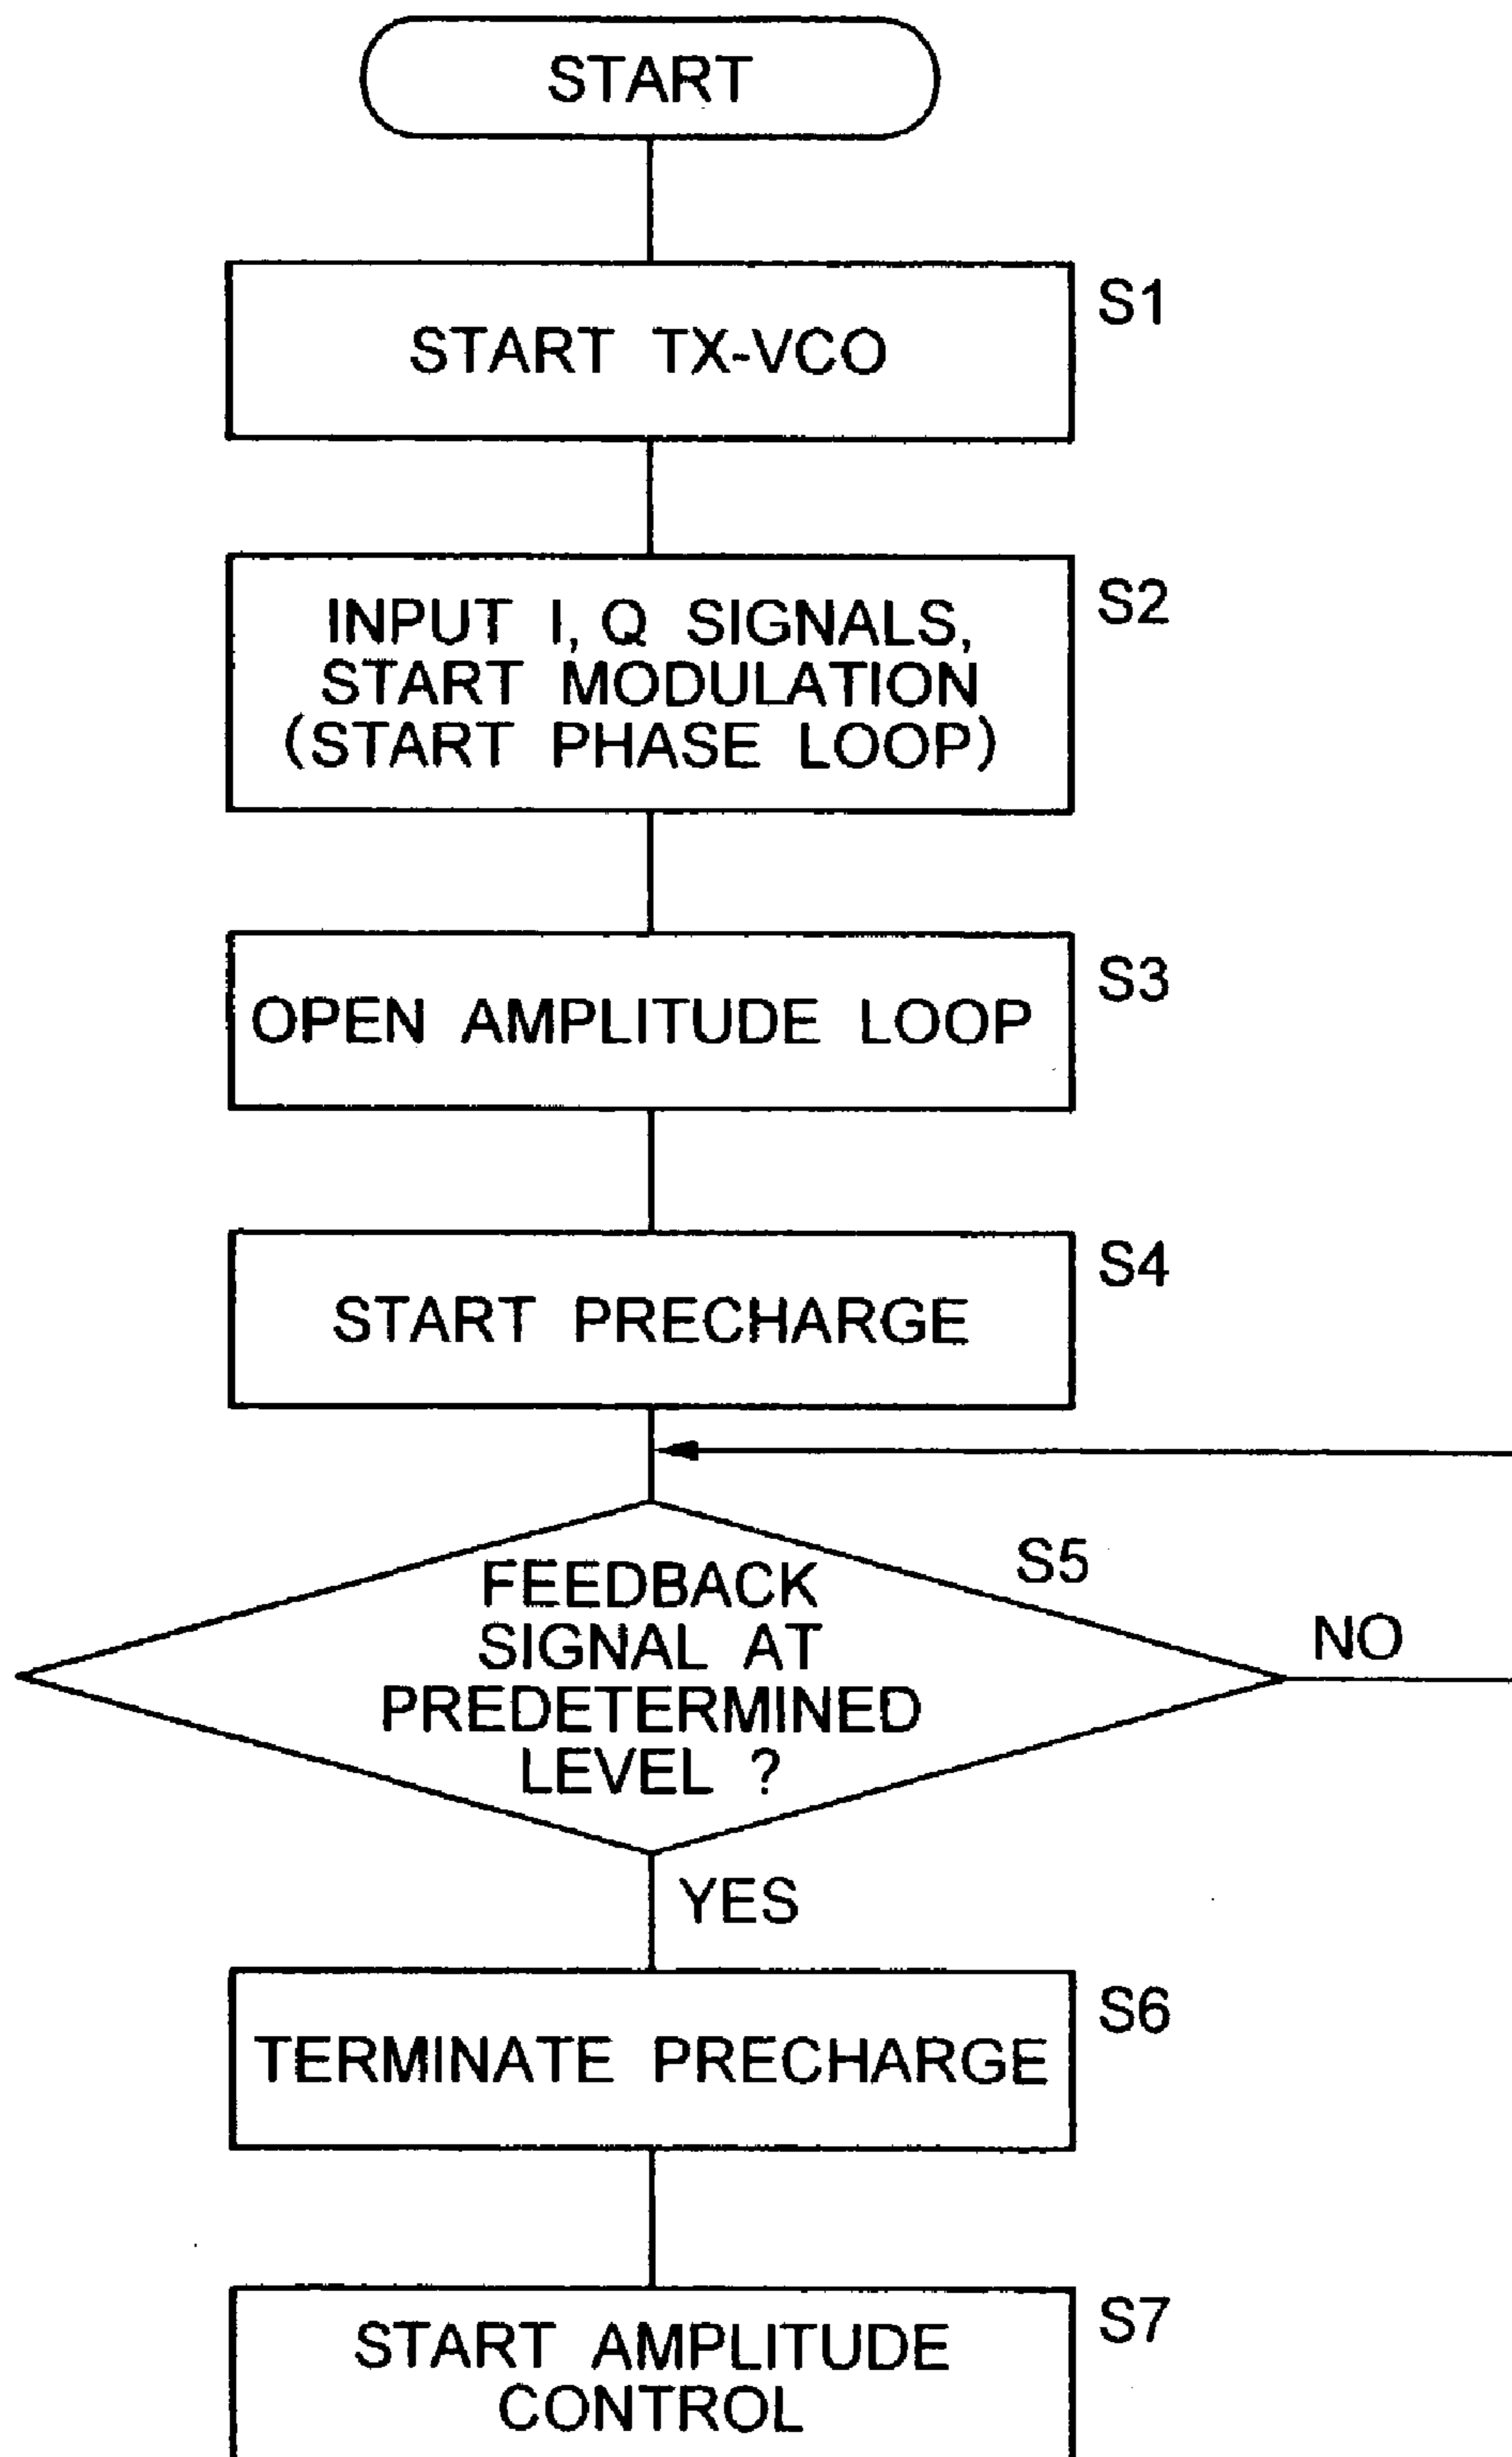 START
S1
START TX-VCO
S2
INPUT I, Q SIGNALS,
START MODULATION
(START PHASE LOOP)
S3
OPEN AMPLITUDE LOOP
S4
START PRECHARGE
S5
FEEDBACK
SIGNAL AT
PREDETERMINED
LEVEL ?
NO
YES
S6
TERMINATE PRECHARGE
S7
START AMPLITUDE
CONTROL